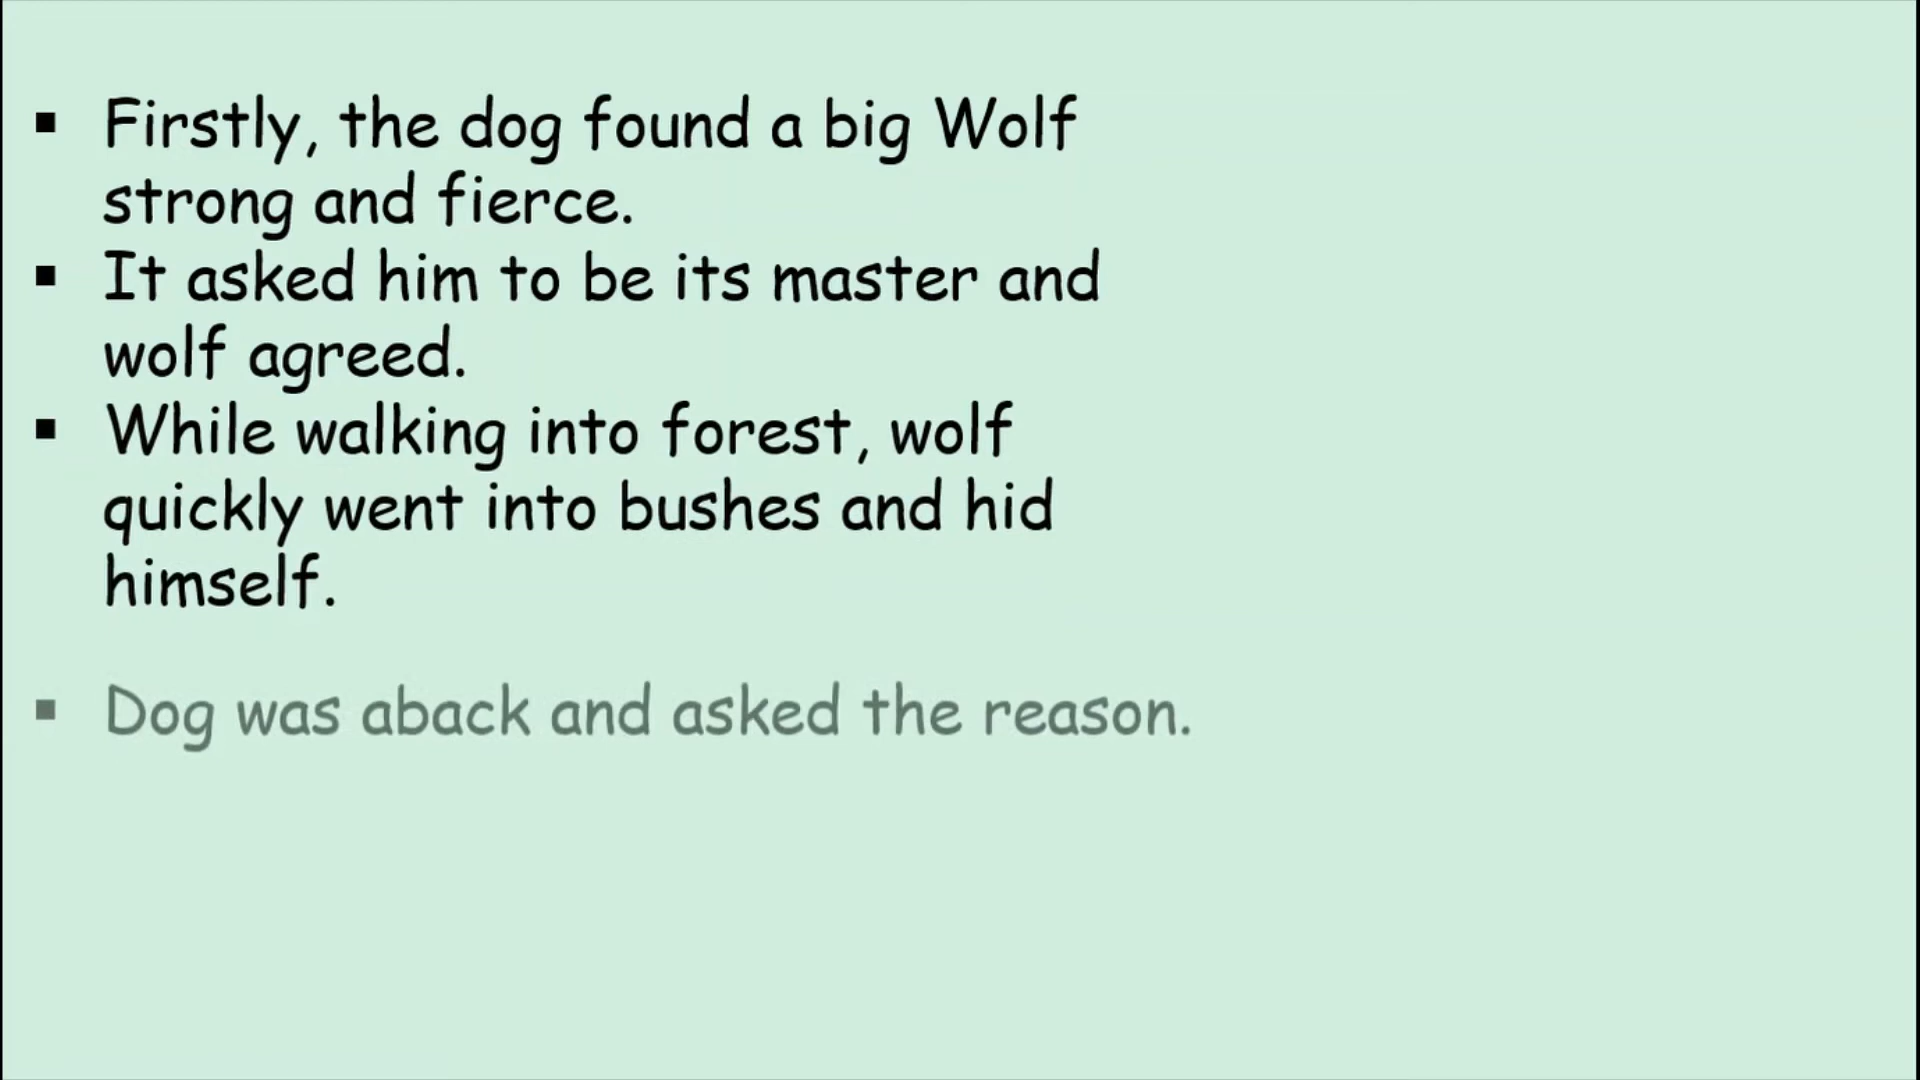 ▪ Firstly, the dog found a big Wolf
strong and fierce.
▪ It asked him to be its master and
wolf agreed.
▪ While walking into forest, wolf
quickly went into bushes and hid
himself.
▪ Dog was aback and asked the reason.